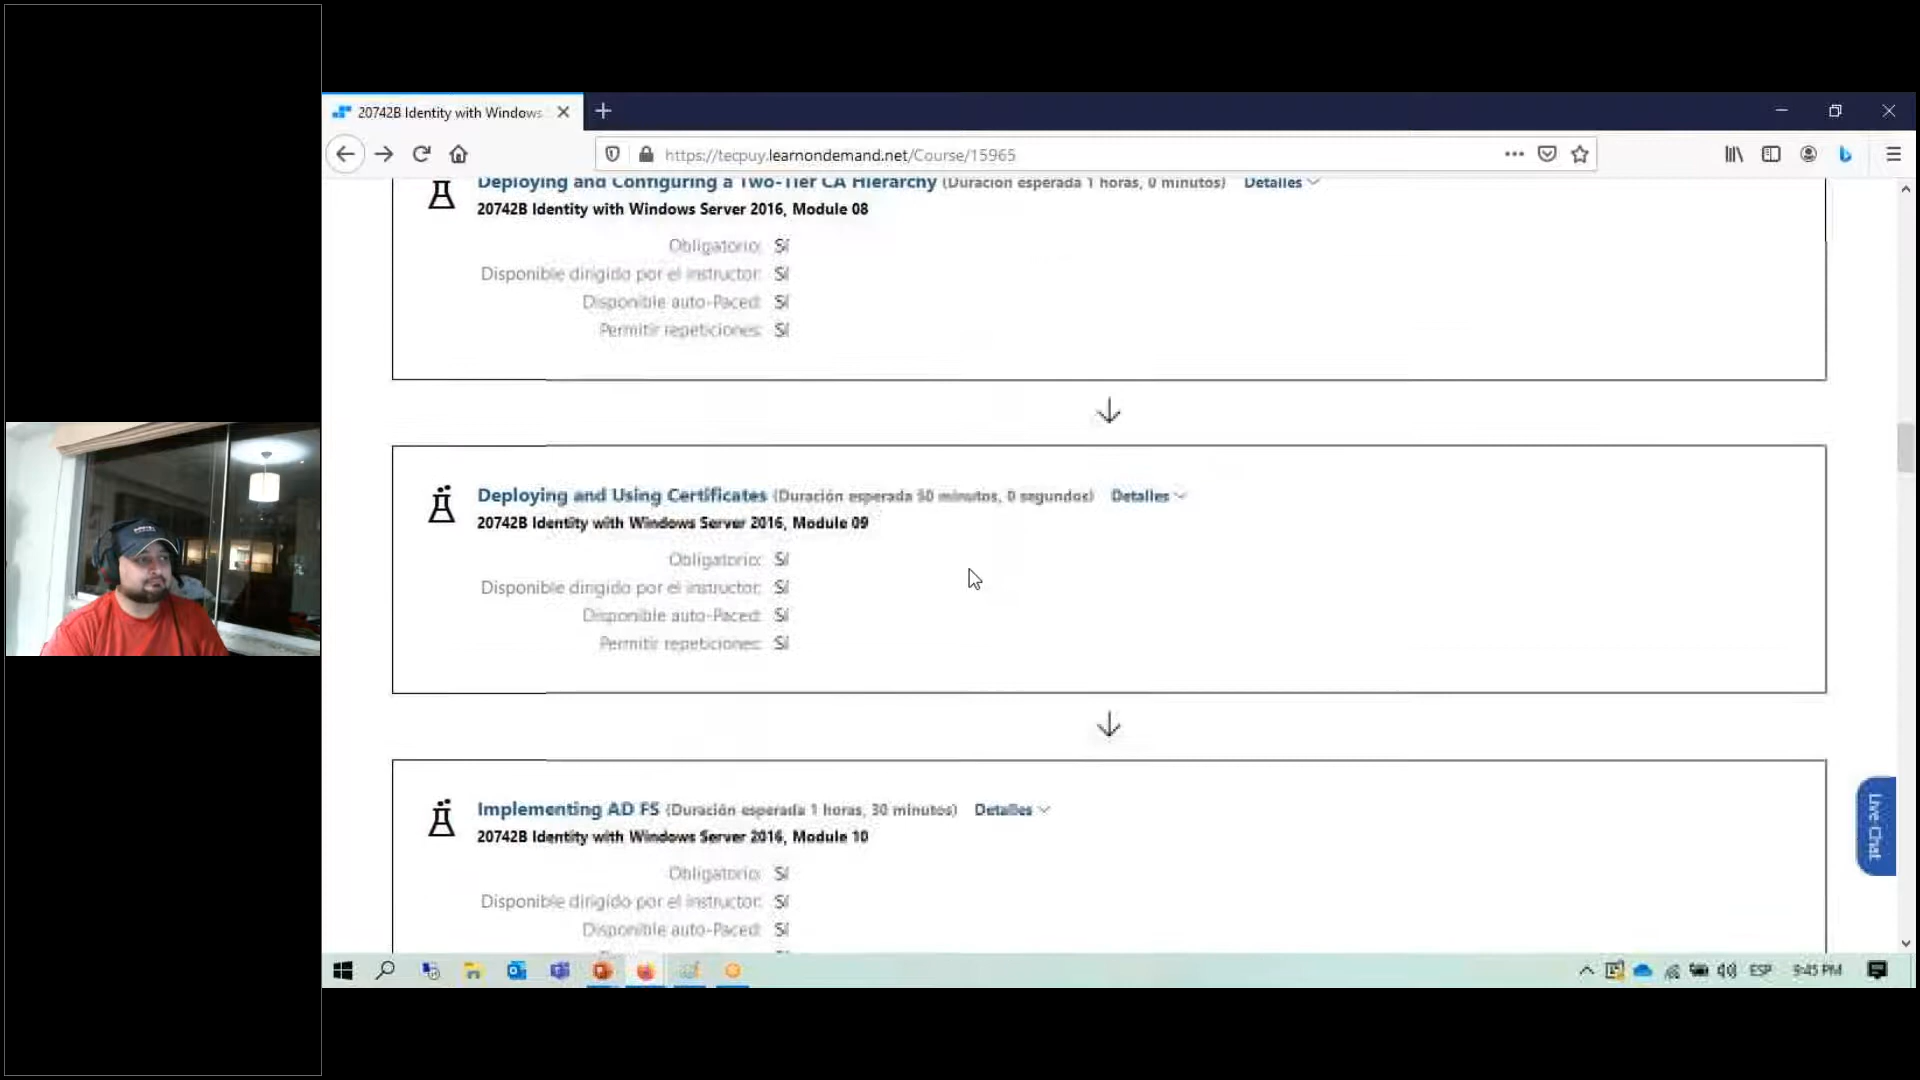 20742B Identity with Windows
https://tecpuy.learnondemand.net/Course/15965
Deploying and Configuring a Two-Tier CA Hierarchy (Duración esperada 1 horas, 0 minutos) Detalles
20742B Identity with Windows Server 2016, Module 08
Obligatorio: Sí
Disponible dirigido por el instructor: Sí
Disponible auto-Paced: Sí
Permitir repeticiones: Sí
Deploying and Using Certificates (Duración esperada 50 minutos, 0 segundos) Detalles
20742B Identity with Windows Server 2016, Module 09
Obligatorio: Sí
Disponible dirigido por el instructor: Sí
Disponible auto-Paced: Sí
Permitir repeticiones: Sí
Implementing AD FS (Duración esperada 1 horas, 30 minutos) Detalles
20742B Identity with Windows Server 2016, Module 10
Obligatorio: Sí
Disponible dirigido por el instructor: Sí
Disponible auto-Paced: Sí
Live-Chat
ESP
9:45 PM